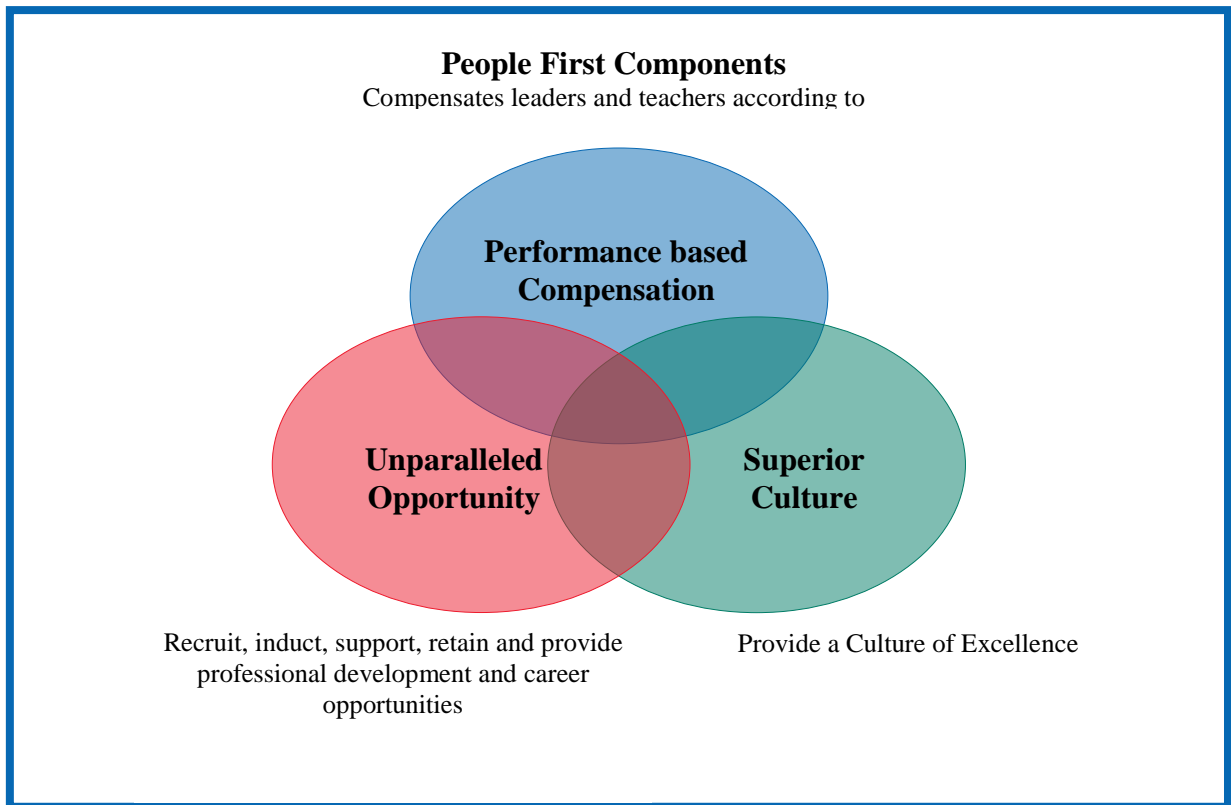 People First Components
Compensates leaders and teachers according to
Performance based
Compensation
Unparalleled
Opportunity
Superior
Culture
Recruit, induct, support, retain and provide
professional development and career
opportunities
Provide a Culture of Excellence